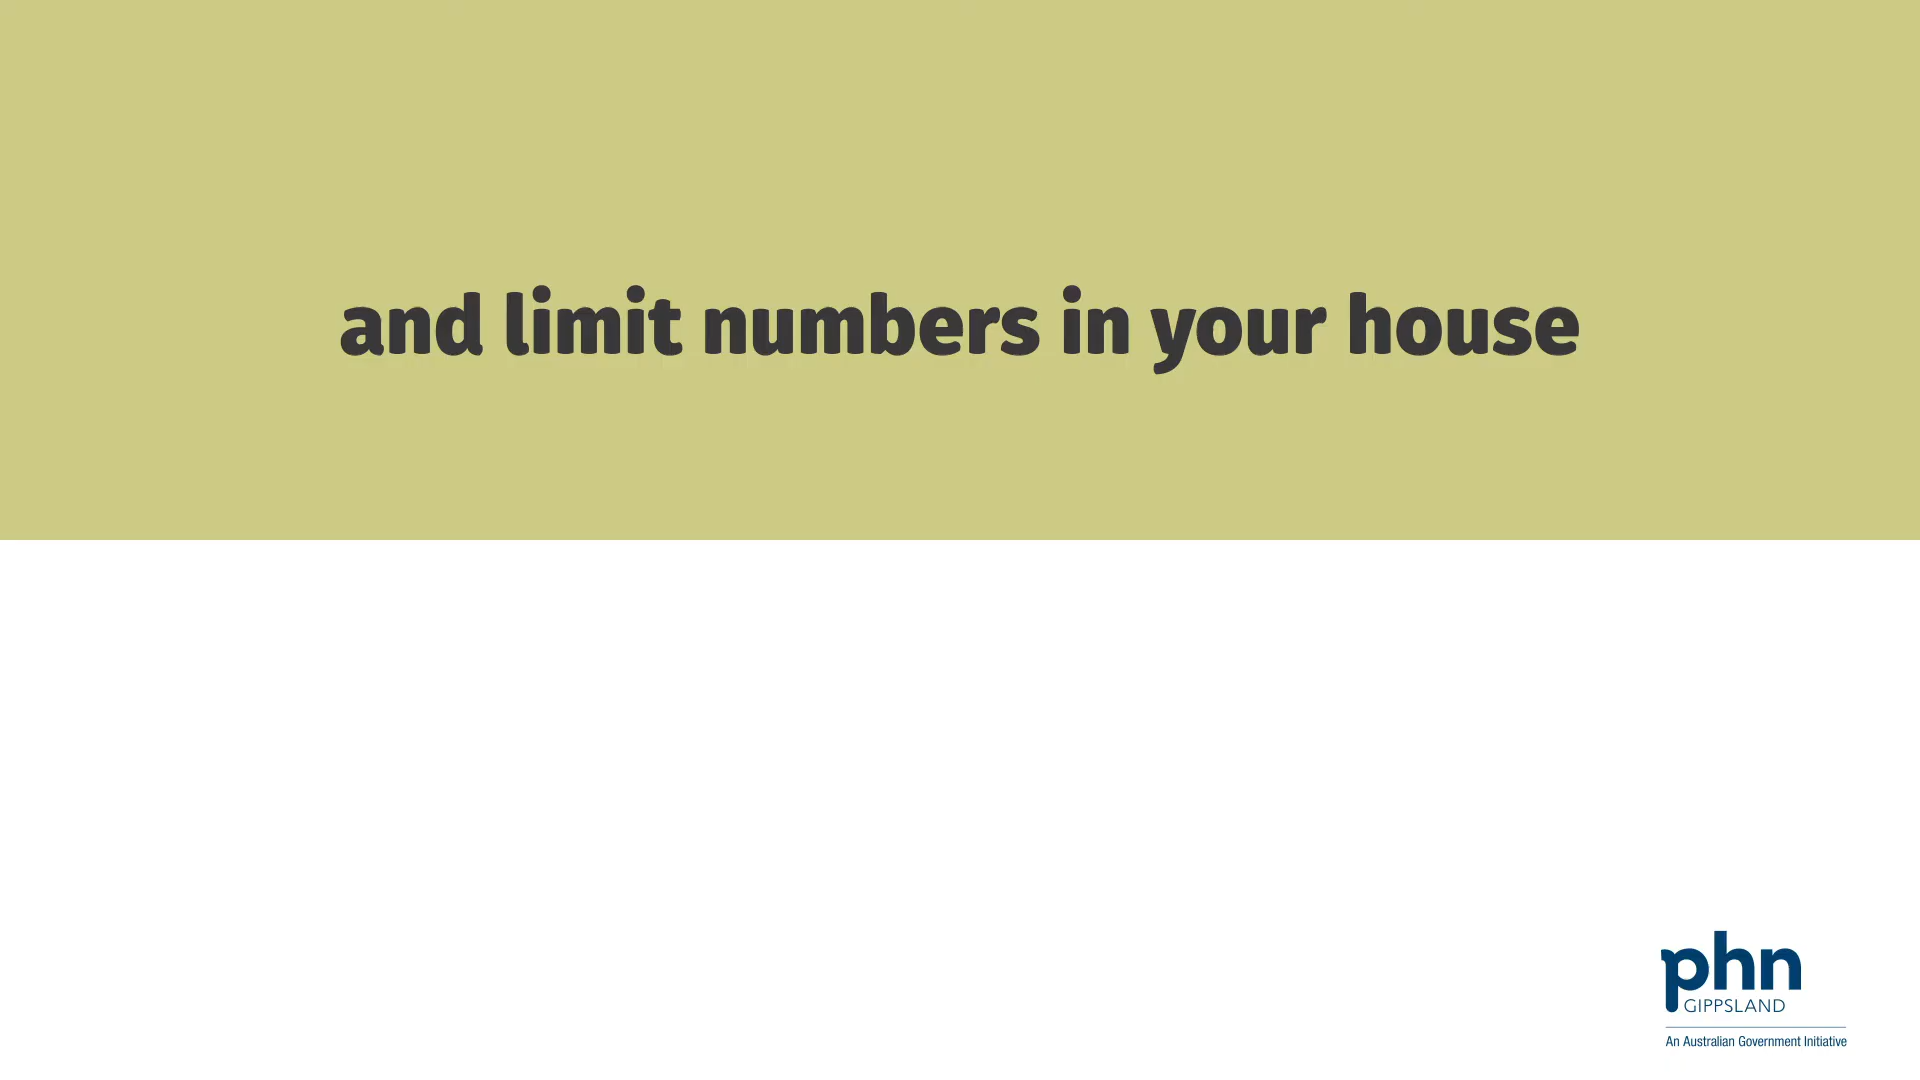 and limit numbers in your house
phn
GIPPSLAND
An Australian Government Initiative